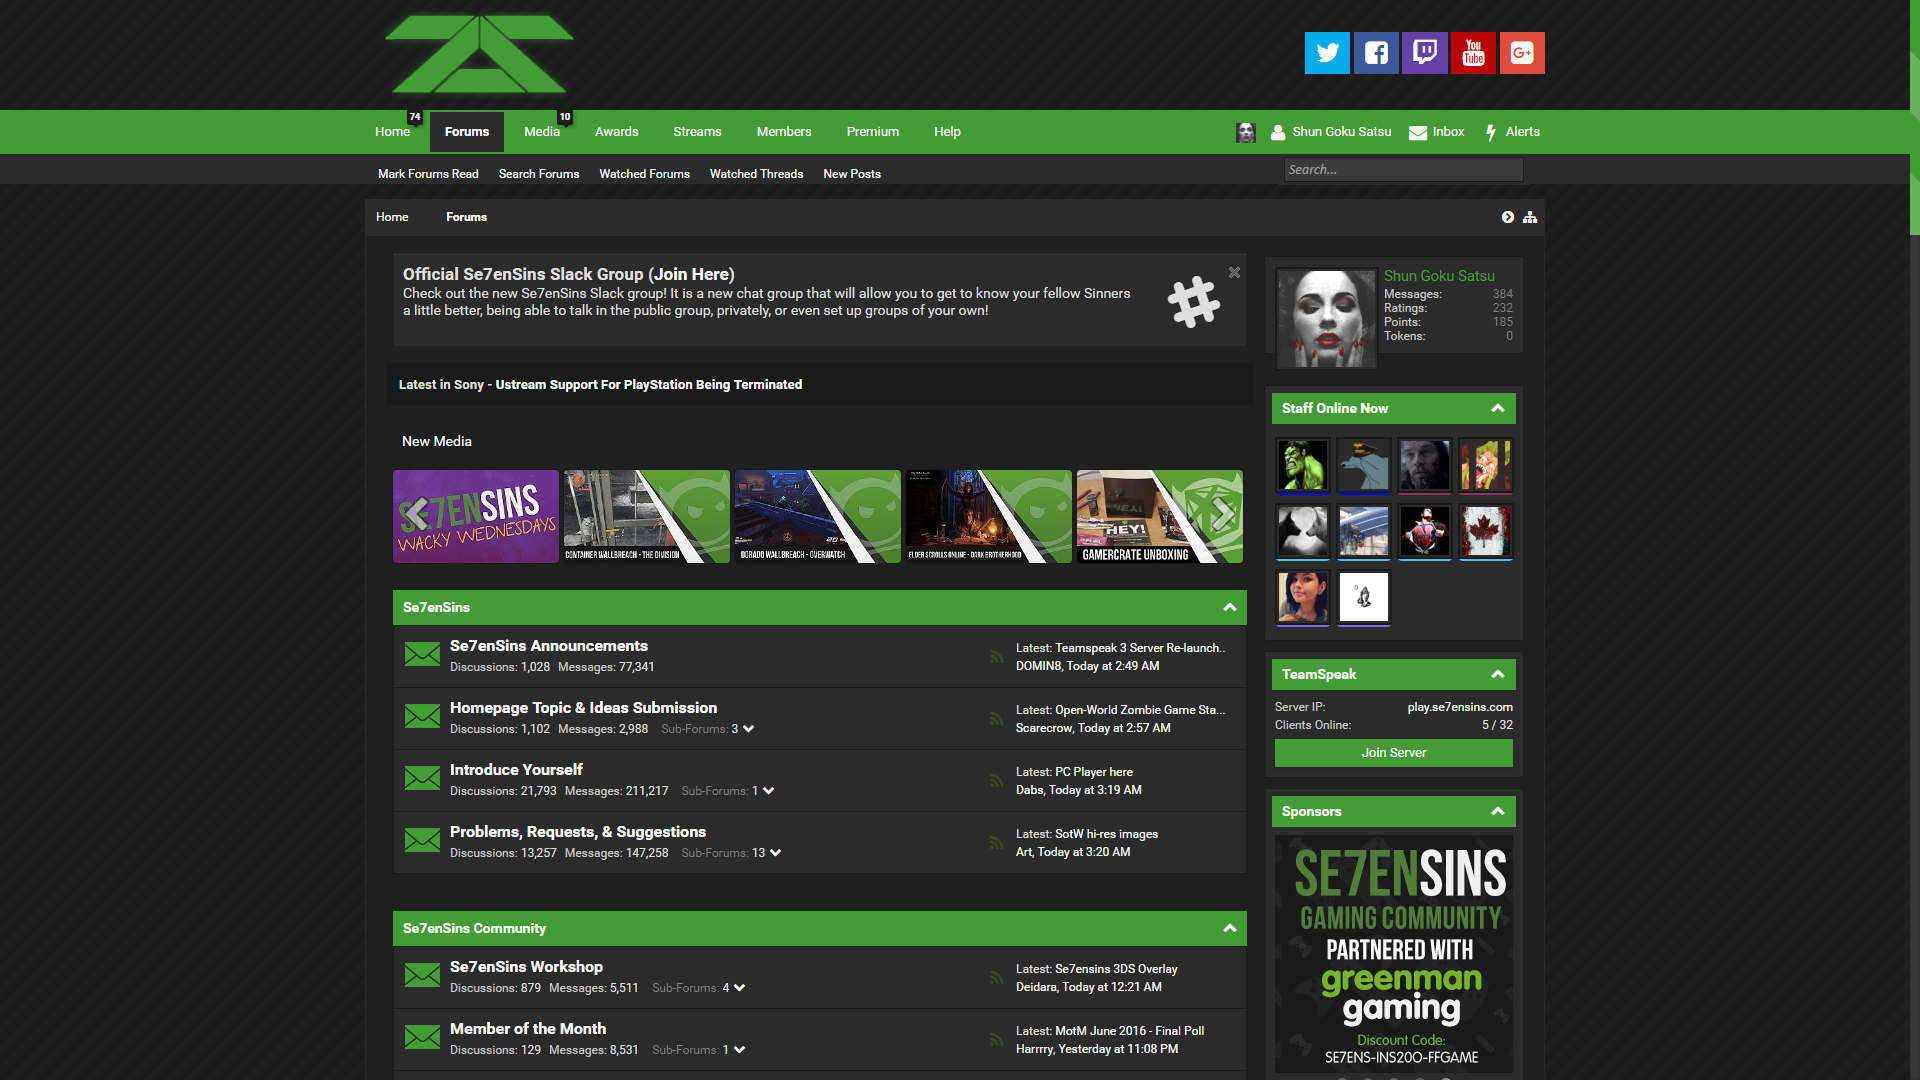 You
Tube
G+
74
10
Home
Forums
Media
Awards
Streams
Members
Premium
Help
Shun Goku Satsu
Inbox
Alerts
Mark Forums Read
Search Forums
Watched Forums
Watched Threads
New Posts
Search...
Home
Forums
Official Se7enSins Slack Group (Join Here)
Check out the new Se7enSins Slack group! It is a new chat group that will allow you to get to know your fellow Sinners
a little better, being able to talk in the public group, privately, or even set up groups of your own!
Shun Goku Satsu
Messages: 384
Ratings: 232
Points: 185
Tokens: 0
Latest in Sony - Ustream Support For PlayStation Being Terminated
New Media
SE7ENSINS
WACKY WEDNESDAYS
CONTAINER WALLBREACH - THE DIVISION
DORADO WALLBREACH - OVERWATCH
ELDER SCROLLS ONLINE - DARK BROTHERHOOD
HEY!
GAMERCRATE UNBOXING
Staff Online Now
Se7enSins
Se7enSins Announcements
Discussions: 1,028 Messages: 77,341
Latest: Teamspeak 3 Server Re-launch..
DOMIN8, Today at 2:49 AM
Homepage Topic & Ideas Submission
Discussions: 1,102 Messages: 2,988 Sub-Forums: 3
Latest: Open-World Zombie Game Sta...
Scarecrow, Today at 2:57 AM
Introduce Yourself
Discussions: 21,793 Messages: 211,217 Sub-Forums: 1
Latest: PC Player here
Dabs, Today at 3:19 AM
Problems, Requests, & Suggestions
Discussions: 13,257 Messages: 147,258 Sub-Forums: 13
Latest: SotW hi-res images
Art, Today at 3:20 AM
TeamSpeak
Server IP: play.se7ensins.com
Clients Online: 5 / 32
Join Server
Sponsors
SE7ENSINS
GAMING COMMUNITY
PARTNERED WITH
greenman
gaming
Discount Code:
SE7ENS-INS20O-FFGAME
Se7enSins Community
Se7enSins Workshop
Discussions: 879 Messages: 5,511 Sub-Forums: 4
Latest: Se7ensins 3DS Overlay
Deidara, Today at 12:21 AM
Member of the Month
Discussions: 129 Messages: 8,531 Sub-Forums: 1
Latest: MotM June 2016 - Final Poll
Harrrry, Yesterday at 11:08 PM